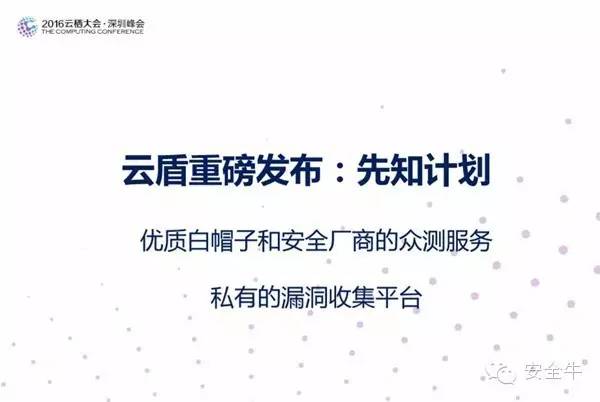 2016云栖大会·深圳峰会
THE COMPUTING CONFERENCE
云盾重磅发布：先知计划
优质白帽子和安全厂商的众测服务
私有的漏洞收集平台
安全牛